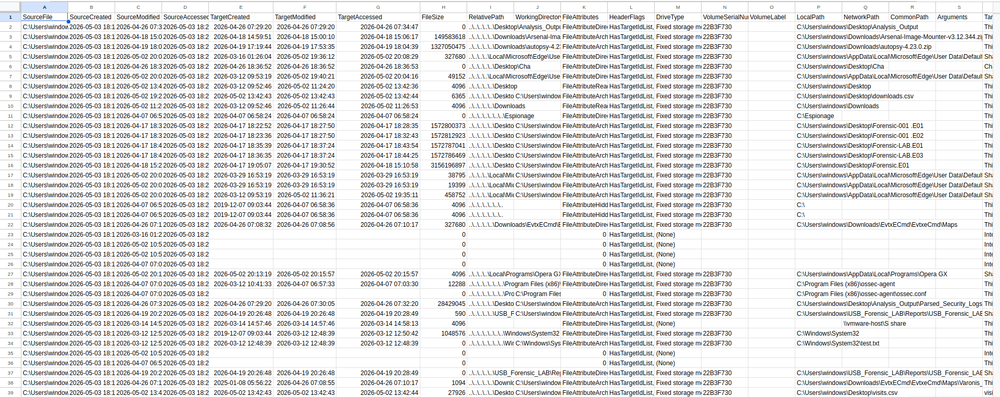 A B C D E F G H I J K L M N O P Q R S
1 SourceFile SourceCreated SourceModified SourceAccessed TargetCreated TargetModified TargetAccessed FileSize RelativePath WorkingDirectory FileAttributes HeaderFlags DriveType VolumeSerialNu VolumeLabel LocalPath NetworkPath CommonPath Arguments Tar
2 C:\Users\window 2026-05-03 18:1 2026-04-26 07:3 2026-05-03 18:2 2026-04-26 07:29:20 2026-04-26 07:29:20 2026-04-26 07:34:47 0 ..\..\..\..\..\Desktop\Analysis_Outpu FileAttributeDire HasTargetIdList, Fixed storage me 22B3F730 C:\Users\windows\Desktop\Analysis_Output Thi
3 C:\Users\window 2026-05-03 18:1 2026-04-18 15:0 2026-05-03 18:2 2026-04-18 14:59:51 2026-04-18 15:00:10 2026-04-18 15:06:17 149583618 ..\..\..\..\..\Downloads\Arsenal-Ima FileAttributeArch HasTargetIdList, Fixed storage me 22B3F730 C:\Users\windows\Downloads\Arsenal-Image-Mounter-v3.12.344.zip Thi
4 C:\Users\window 2026-05-03 18:1 2026-04-19 18:0 2026-05-03 18:2 2026-04-19 17:19:44 2026-04-19 17:53:35 2026-04-19 18:04:39 1327050475 ..\..\..\..\..\Downloads\autopsy-4.23 FileAttributeArch HasTargetIdList, Fixed storage me 22B3F730 C:\Users\windows\Downloads\autopsy-4.23.0.zip Thi
5 C:\Users\window 2026-05-03 18:1 2026-05-02 20:0 2026-05-03 18:2 2026-03-16 01:26:04 2026-05-02 19:36:12 2026-05-02 20:08:29 327680 ..\..\..\..\Local\Microsoft\Edge\Use FileAttributeDire HasTargetIdList, Fixed storage me 22B3F730 C:\Users\windows\AppData\Local\Microsoft\Edge\User Data\Default Sha
6 C:\Users\window 2026-05-03 18:1 2026-04-26 18:3 2026-05-03 18:2 2026-04-26 18:36:52 2026-04-26 18:36:52 2026-04-26 18:36:53 0 ..\..\..\..\..\Desktop\Cha FileAttributeDire HasTargetIdList, Fixed storage me 22B3F730 C:\Users\windows\Desktop\Cha Cha
7 C:\Users\window 2026-05-03 18:1 2026-05-02 20:0 2026-05-03 18:2 2026-03-12 09:53:19 2026-05-02 19:40:21 2026-05-02 20:04:16 49152 ..\..\..\..\Local\Microsoft\Edge\Use FileAttributeDire HasTargetIdList, Fixed storage me 22B3F730 C:\Users\windows\AppData\Local\Microsoft\Edge\User Data\Default Sha
8 C:\Users\window 2026-05-03 18:1 2026-05-02 13:4 2026-05-03 18:2 2026-03-12 09:52:46 2026-05-02 11:24:20 2026-05-02 13:42:36 4096 ..\..\..\..\..\Desktop FileAttributeRea HasTargetIdList, Fixed storage me 22B3F730 C:\Users\windows\Desktop Thi
9 C:\Users\window 2026-05-03 18:1 2026-05-02 19:2 2026-05-03 18:2 2026-05-02 13:42:43 2026-05-02 13:42:43 2026-05-02 13:42:44 6365 ..\..\..\..\..\Deskto C:\Users\window FileAttributeArch HasTargetIdList, Fixed storage me 22B3F730 C:\Users\windows\Desktop\downloads.csv Thi
10 C:\Users\window 2026-05-03 18:1 2026-05-02 11:2 2026-05-03 18:2 2026-03-12 09:52:46 2026-05-02 11:26:44 2026-05-02 11:26:53 4096 ..\..\..\..\..\Downloads FileAttributeRea HasTargetIdList, Fixed storage me 22B3F730 C:\Users\windows\Downloads Thi
11 C:\Users\window 2026-05-03 18:1 2026-04-07 06:5 2026-05-03 18:2 2026-04-07 06:58:24 2026-04-07 06:58:24 2026-04-07 06:58:24 0 ..\..\..\..\..\..\..\Espionage FileAttributeDire HasTargetIdList, Fixed storage me 22B3F730 C:\Espionage Thi
12 C:\Users\window 2026-05-03 18:1 2026-04-17 18:3 2026-05-03 18:2 2026-04-17 18:22:52 2026-04-17 18:27:50 2026-04-17 18:28:35 1572800373 ..\..\..\..\..\Deskto C:\Users\window FileAttributeArch HasTargetIdList, Fixed storage me 22B3F730 C:\Users\windows\Desktop\Forensic-001 .E01 Thi
13 C:\Users\window 2026-05-03 18:1 2026-04-17 18:3 2026-05-03 18:2 2026-04-17 18:23:36 2026-04-17 18:27:50 2026-04-17 18:32:43 1572812923 ..\..\..\..\..\Deskto C:\Users\window FileAttributeArch HasTargetIdList, Fixed storage me 22B3F730 C:\Users\windows\Desktop\Forensic-001 .E02 Thi
14 C:\Users\window 2026-05-03 18:1 2026-04-17 18:4 2026-05-03 18:2 2026-04-17 18:35:39 2026-04-17 18:37:24 2026-04-17 18:43:54 1572787041 ..\..\..\..\..\Deskto C:\Users\window FileAttributeArch HasTargetIdList, Fixed storage me 22B3F730 C:\Users\windows\Desktop\Forensic-LAB.E01 Thi
15 C:\Users\window 2026-05-03 18:1 2026-04-17 18:4 2026-05-03 18:2 2026-04-17 18:36:35 2026-04-17 18:37:24 2026-04-17 18:44:25 1572786469 ..\..\..\..\..\Deskto C:\Users\window FileAttributeArch HasTargetIdList, Fixed storage me 22B3F730 C:\Users\windows\Desktop\Forensic-LAB.E03 Thi
16 C:\Users\window 2026-05-03 18:1 2026-04-18 15:2 2026-05-03 18:2 2026-04-17 19:05:07 2026-04-17 19:30:52 2026-04-18 15:10:58 3156196897 ..\..\..\..\..\Deskto C:\Users\window FileAttributeArch HasTargetIdList, Fixed storage me 22B3F730 C:\Users\windows\Desktop\Forensic.E01 Thi
17 C:\Users\window 2026-05-03 18:1 2026-05-02 20:0 2026-05-03 18:2 2026-03-29 16:53:19 2026-03-29 16:53:19 2026-03-29 16:53:19 38795 ..\..\..\..\Local\Mic C:\Users\window FileAttributeArch HasTargetIdList, Fixed storage me 22B3F730 C:\Users\windows\AppData\Local\Microsoft\Edge\User Data\Default Sha
18 C:\Users\window 2026-05-03 18:1 2026-05-02 20:0 2026-05-03 18:2 2026-03-29 16:53:19 2026-03-29 16:53:19 2026-03-29 16:53:19 19399 ..\..\..\..\Local\Mic C:\Users\window FileAttributeArch HasTargetIdList, Fixed storage me 22B3F730 C:\Users\windows\AppData\Local\Microsoft\Edge\User Data\Default Sha
19 C:\Users\window 2026-05-03 18:1 2026-05-02 20:0 2026-05-03 18:2 2026-03-12 09:53:19 2026-05-02 11:36:21 2026-05-02 19:35:11 458752 ..\..\..\..\Local\Mic C:\Users\window FileAttributeArch HasTargetIdList, Fixed storage me 22B3F730 C:\Users\windows\AppData\Local\Microsoft\Edge\User Data\Default Sha
20 C:\Users\window 2026-05-03 18:1 2026-04-07 06:5 2026-05-03 18:2 2019-12-07 09:03:44 2026-04-07 06:58:36 2026-04-07 06:58:36 4096 ..\..\..\..\..\..\.. FileAttributeHidd HasTargetIdList, Fixed storage me 22B3F730 C:\ Thi
21 C:\Users\window 2026-05-03 18:1 2026-04-07 06:5 2026-05-03 18:2 2019-12-07 09:03:44 2026-04-07 06:58:36 2026-04-07 06:58:36 4096 ..\..\..\..\..\..\.. FileAttributeHidd HasTargetIdList, Fixed storage me 22B3F730 C:\ Thi
22 C:\Users\window 2026-05-03 18:1 2026-04-26 07:1 2026-05-03 18:2 2026-04-26 07:08:32 2026-04-26 07:08:56 2026-04-26 07:10:17 327680 ..\..\..\..\..\Downloads\EvtxECmd\E FileAttributeDire HasTargetIdList, Fixed storage me 22B3F730 C:\Users\windows\Downloads\EvtxECmd\EvtxeCmd\Maps Thi
23 C:\Users\window 2026-05-03 18:1 2026-03-16 01:2 2026-05-03 18:2 0 0 HasTargetIdList, (None) Inte
24 C:\Users\window 2026-05-03 18:1 2026-05-02 10:5 2026-05-03 18:2 0 0 HasTargetIdList, (None) Inte
25 C:\Users\window 2026-05-03 18:1 2026-05-02 10:5 2026-05-03 18:2 0 0 HasTargetIdList, (None) Inte
26 C:\Users\window 2026-05-03 18:1 2026-04-07 07:0 2026-05-03 18:2 0 0 HasTargetIdList, (None) Inte
27 C:\Users\window 2026-05-03 18:1 2026-05-02 20:1 2026-05-03 18:2 2026-05-02 20:13:19 2026-05-02 20:15:57 2026-05-02 20:15:57 4096 ..\..\..\..\Local\Programs\Opera GX FileAttributeDire HasTargetIdList, Fixed storage me 22B3F730 C:\Users\windows\AppData\Local\Programs\Opera GX Sha
28 C:\Users\window 2026-05-03 18:1 2026-04-07 07:0 2026-05-03 18:2 2026-03-12 10:41:33 2026-04-07 06:57:33 2026-04-07 07:03:30 12288 ..\..\..\..\..\..\..\Program Files (x86)\ FileAttributeDire HasTargetIdList, Fixed storage me 22B3F730 C:\Program Files (x86)\ossec-agent Thi
29 C:\Users\window 2026-05-03 18:1 2026-04-07 07:0 2026-05-03 18:2 0 ..\..\..\..\..\..\..\Pro C:\Program Files 0 HasTargetIdList, Fixed storage me 22B3F730 C:\Program Files (x86)\ossec-agent\ossec.conf Thi
30 C:\Users\window 2026-05-03 18:1 2026-04-26 07:3 2026-05-03 18:2 2026-04-26 07:29:20 2026-04-26 07:30:05 2026-04-26 07:32:20 28429045 ..\..\..\..\..\Deskto C:\Users\window FileAttributeArch HasTargetIdList, Fixed storage me 22B3F730 C:\Users\windows\Desktop\Analysis_Output\Parsed_Security_Logs Thi
31 C:\Users\window 2026-05-03 18:1 2026-04-19 20:2 2026-05-03 18:2 2026-04-19 20:26:48 2026-04-19 20:26:48 2026-04-19 20:28:49 590 ..\..\..\..\..\USB_F C:\Users\window FileAttributeArch HasTargetIdList, Fixed storage me 22B3F730 C:\Users\windows\USB_Forensic_LAB\Reports\USB_Forensic_LAB Sha
32 C:\Users\window 2026-05-03 18:1 2026-03-14 14:5 2026-05-03 18:2 2026-03-14 14:57:46 2026-03-14 14:57:46 2026-03-14 14:58:13 4096 FileAttributeDire HasTargetIdList, (None) \\vmware-host\S share Thi
33 C:\Users\window 2026-05-03 18:1 2026-03-12 12:5 2026-05-03 18:2 2019-12-07 09:03:44 2026-03-12 12:48:39 2026-03-12 12:50:42 1048576 ..\..\..\..\..\..\..\Windows\System32 FileAttributeDire HasTargetIdList, Fixed storage me 22B3F730 C:\Windows\System32 Thi
34 C:\Users\window 2026-05-03 18:1 2026-03-12 12:5 2026-05-03 18:2 2026-03-12 12:48:39 2026-03-12 12:48:39 2026-03-12 12:48:39 0 ..\..\..\..\..\..\..\Wir C:\Windows\Sys FileAttributeArch HasTargetIdList, Fixed storage me 22B3F730 C:\Windows\System32\test.txt Thi
35 C:\Users\window 2026-05-03 18:1 2026-05-02 10:5 2026-05-03 18:2 0 0 HasTargetIdList, (None) Inte
36 C:\Users\window 2026-05-03 18:1 2026-04-07 06:5 2026-05-03 18:2 0 0 HasTargetIdList, (None) Thi
37 C:\Users\window 2026-05-03 18:1 2026-04-19 20:2 2026-05-03 18:2 2026-04-19 20:26:48 2026-04-19 20:26:48 2026-04-19 20:28:49 0 ..\..\..\..\..\USB_Forensic_LAB\Rep FileAttributeDire HasTargetIdList, Fixed storage me 22B3F730 C:\Users\windows\USB_Forensic_LAB\Reports\USB_Forensic_LAB Sha
38 C:\Users\window 2026-05-03 18:1 2026-04-26 07:1 2026-05-03 18:2 2025-01-08 05:56:22 2026-04-26 07:08:55 2026-04-26 07:10:17 1094 ..\..\..\..\..\Downlc C:\Users\window FileAttributeArch HasTargetIdList, Fixed storage me 22B3F730 C:\Users\windows\Downloads\EvtxECmd\EvtxeCmd\Maps\Varonis_ Thi
39 C:\Users\window 2026-05-03 18:1 2026-05-02 13:4 2026-05-03 18:2 2026-05-02 13:42:43 2026-05-02 13:42:43 2026-05-02 13:42:44 27926 ..\..\..\..\..\Deskto C:\Users\window FileAttributeArch HasTargetIdList, Fixed storage me 22B3F730 C:\Users\windows\Desktop\visits.csv visi